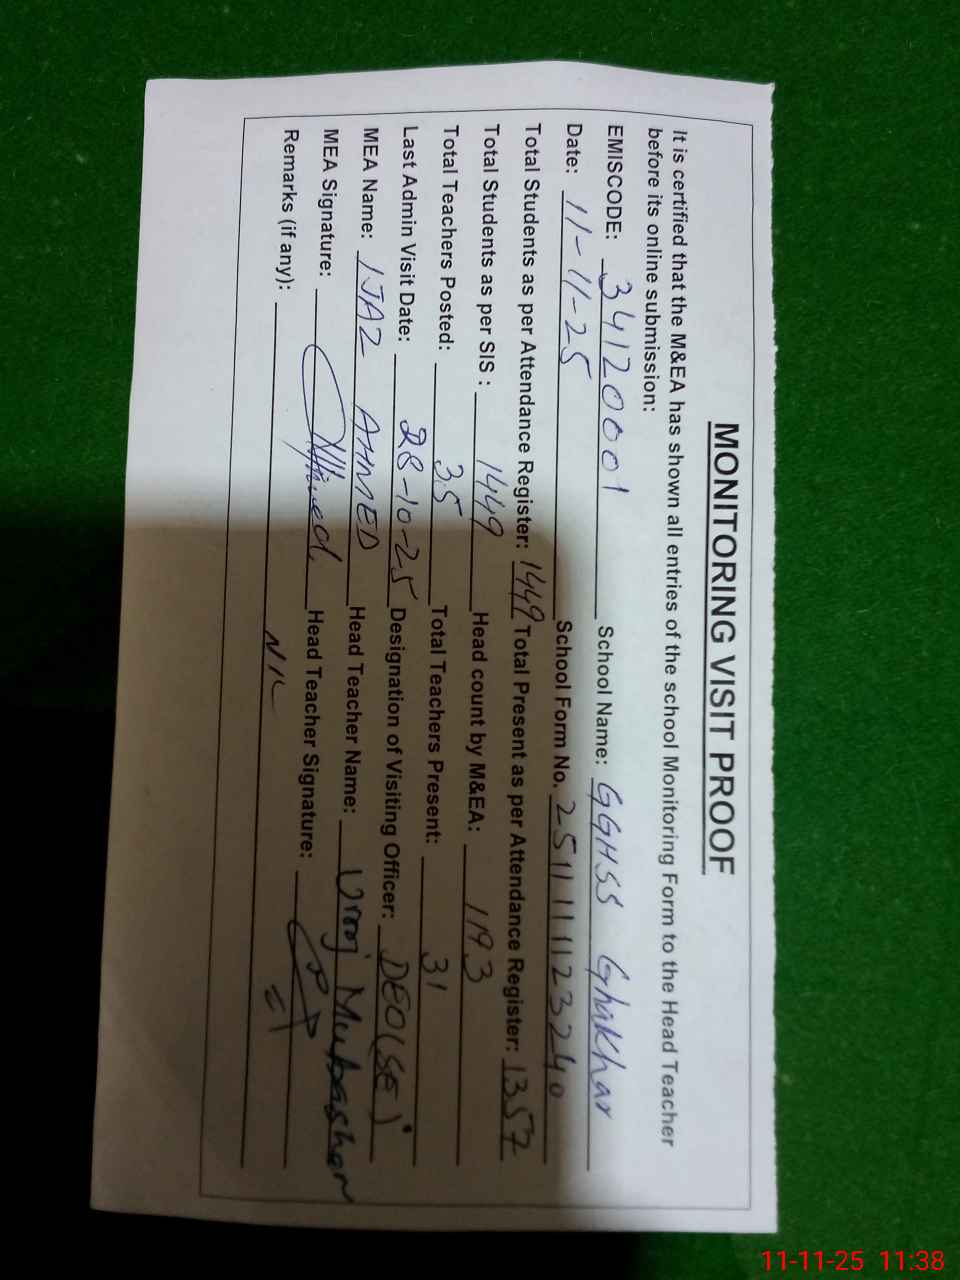 MONITORING VISIT PROOF
It is certified that the M&EA has shown all entries of the school Monitoring Form to the Head Teacher
before its online submission:
EMISCODE: 34120001 School Name: GGHSS Ghakhar
Date: 11-11-25 School Form No. 2511111123240
Total Students as per Attendance Register: 1449 Total Present as per Attendance Register: 1357
Total Students as per SIS : 1449 Head count by M&EA: 1193
Total Teachers Posted: 35 Total Teachers Present: 31
Last Admin Visit Date: 28-10-25 Designation of Visiting Officer: DEO(SE)
MEA Name: IJAZ AHMED Head Teacher Name: Urooj Mubasher
MEA Signature: Ahmed Head Teacher Signature:
Remarks (if any): NIL
11-11-25 11:38